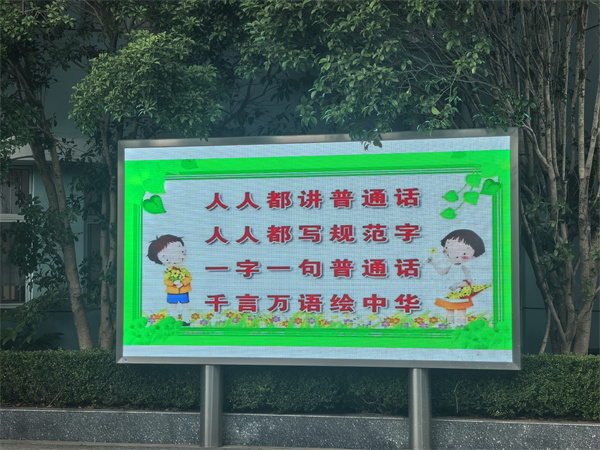 人人都讲普通话
人人都写规范字
一字一句普通话
千言万语绘中华